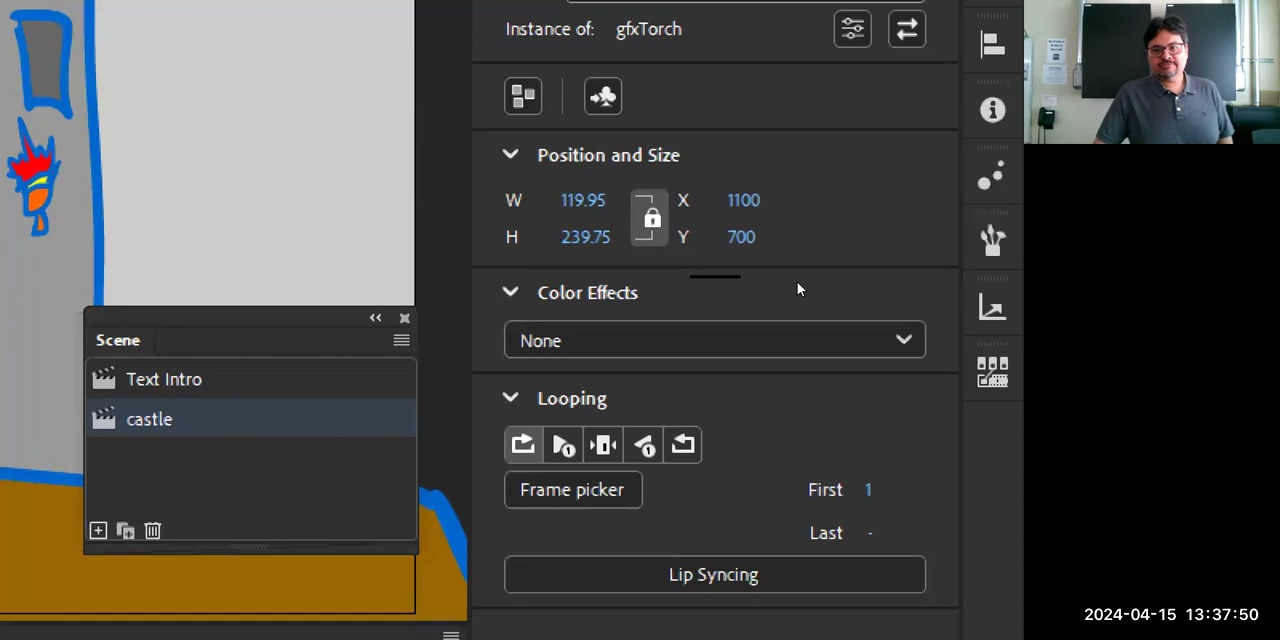 Instance of: gfxTorch
Position and Size
W 119.95 X 1100
H 239.75 Y 700
Color Effects
None
Looping
Frame picker First 1
Last -
Lip Syncing
Scene
Text Intro
castle
2024-04-15 13:37:50